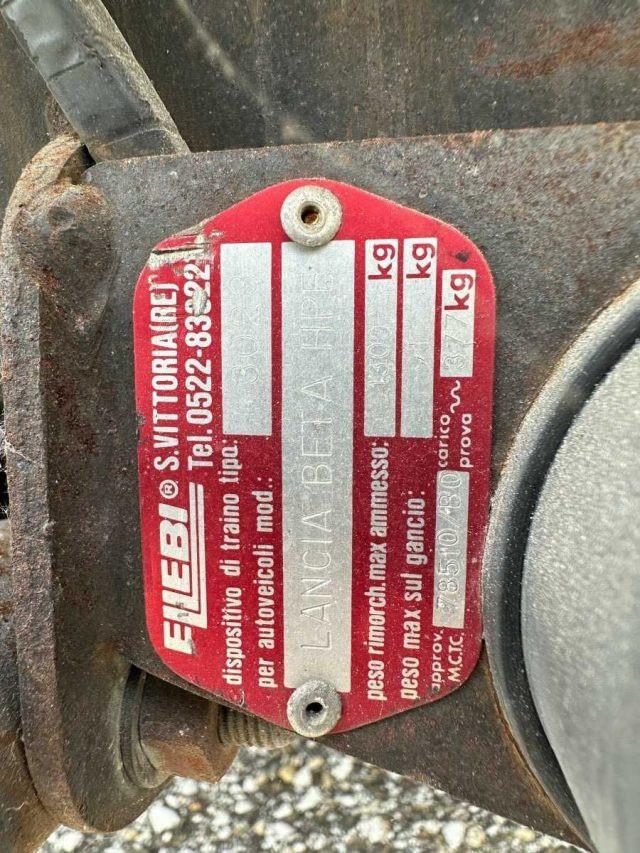 ELLEBI® S.VITTORIA(RE)
Tel.0522-83
dispositivo di traino tipo:
per autoveicoli mod.: LANCIA BETA HPE
peso rimorch.max ammesso: 1300 kg
peso max sul gancio: kg
approv. M.C.T.C. carico prova kg